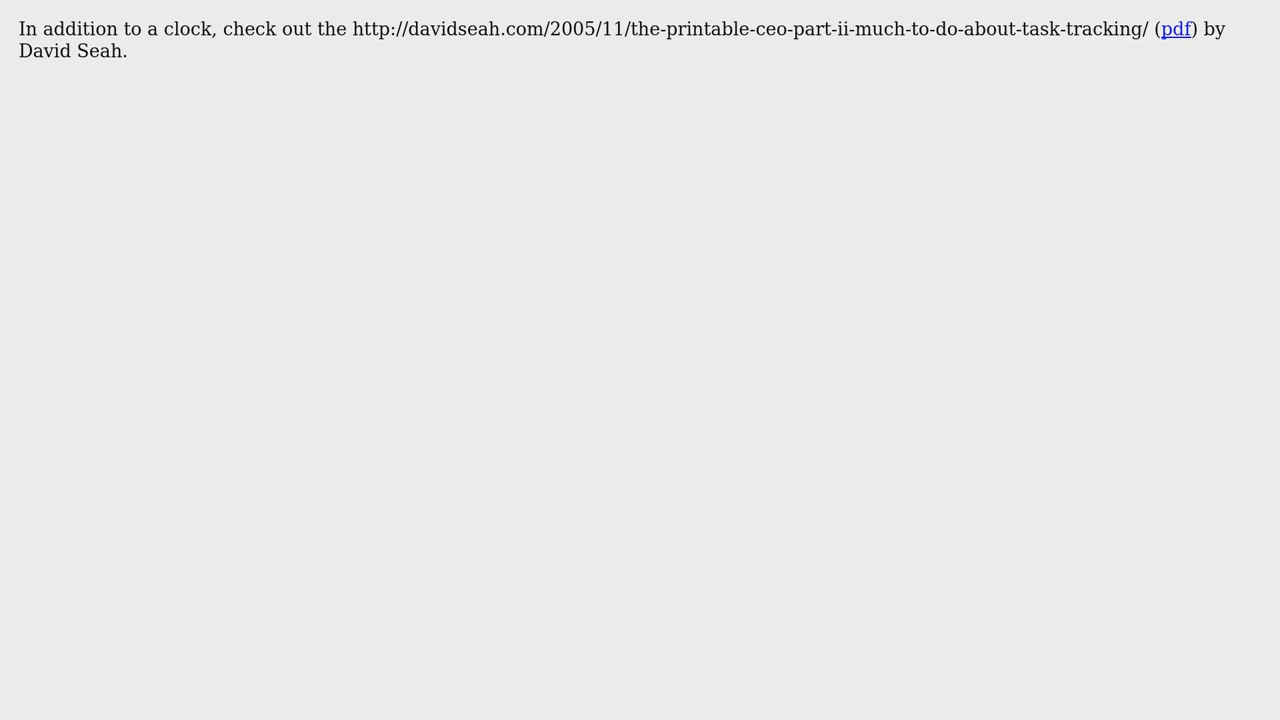 In addition to a clock, check out the http://davidseah.com/2005/11/the-printable-ceo-part-ii-much-to-do-about-task-tracking/ (pdf) by
David Seah.